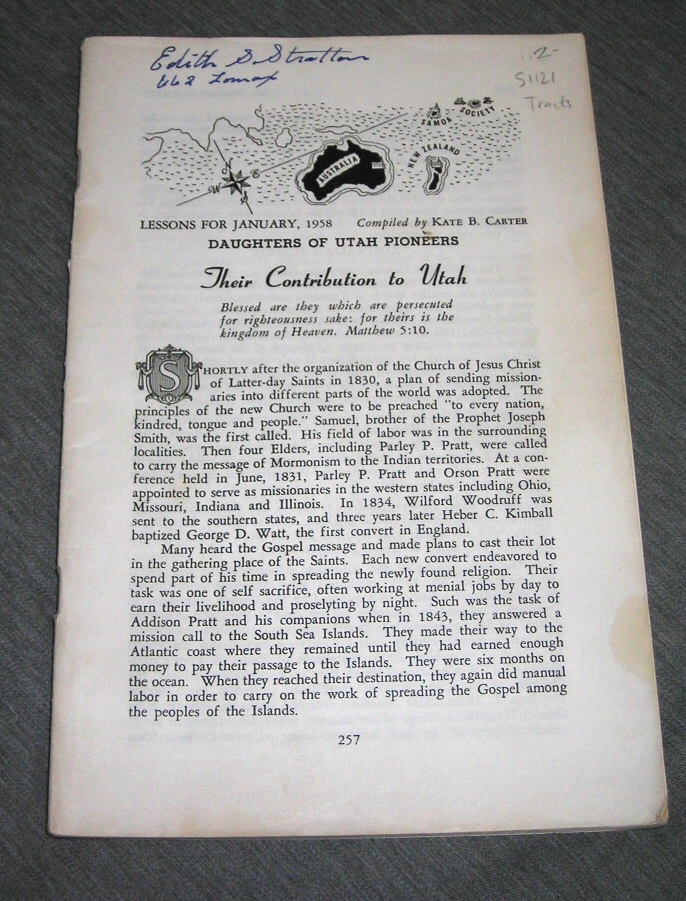 Edith S. Stratton
662 Lomax
.2-
S1121
Tracts
SAMOA
SOCIETY
AUSTRALIA
NEW ZEALAND
N
W E
S
LESSONS FOR JANUARY, 1958 Compiled by KATE B. CARTER
DAUGHTERS OF UTAH PIONEERS
Their Contribution to Utah
Blessed are they which are persecuted
for righteousness sake: for theirs is the
kingdom of Heaven. Matthew 5:10.
SHORTLY after the organization of the Church of Jesus Christ
of Latter-day Saints in 1830, a plan of sending mission-
aries into different parts of the world was adopted. The
principles of the new Church were to be preached "to every nation,
kindred, tongue and people." Samuel, brother of the Prophet Joseph
Smith, was the first called. His field of labor was in the surrounding
localities. Then four Elders, including Parley P. Pratt, were called
to carry the message of Mormonism to the Indian territories. At a con-
ference held in June, 1831, Parley P. Pratt and Orson Pratt were
appointed to serve as missionaries in the western states including Ohio,
Missouri, Indiana and Illinois. In 1834, Wilford Woodruff was
sent to the southern states, and three years later Heber C. Kimball
baptized George D. Watt, the first convert in England.
Many heard the Gospel message and made plans to cast their lot
in the gathering place of the Saints. Each new convert endeavored to
spend part of his time in spreading the newly found religion. Their
task was one of self sacrifice, often working at menial jobs by day to
earn their livelihood and proselyting by night. Such was the task of
Addison Pratt and his companions when in 1843, they answered a
mission call to the South Sea Islands. They made their way to the
Atlantic coast where they remained until they had earned enough
money to pay their passage to the Islands. They were six months on
the ocean. When they reached their destination, they again did manual
labor in order to carry on the work of spreading the Gospel among
the peoples of the Islands.
257